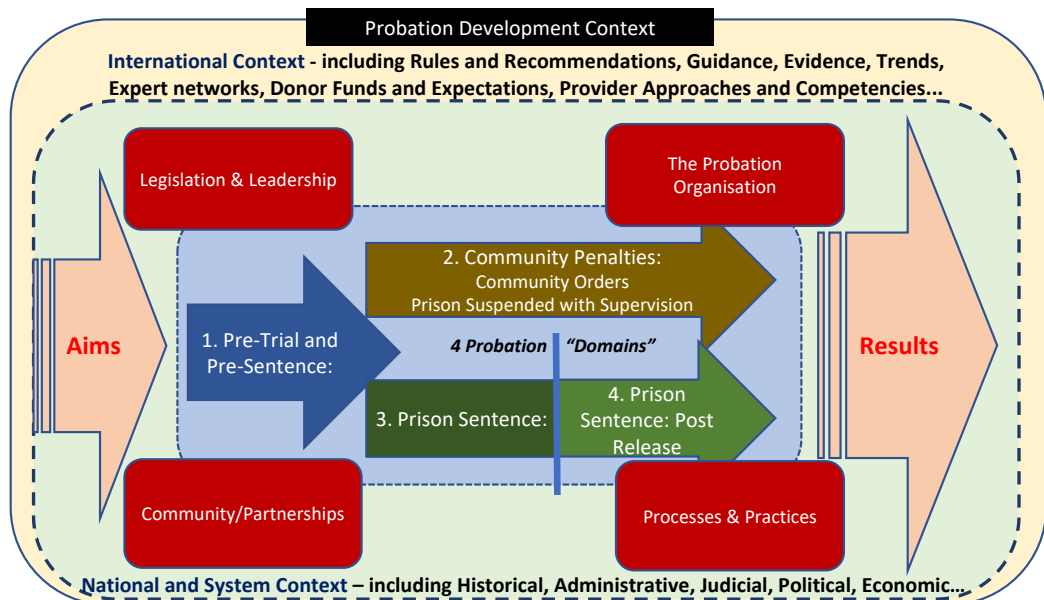 Probation Development Context
International Context - including Rules and Recommendations, Guidance, Evidence, Trends,
Expert networks, Donor Funds and Expectations, Provider Approaches and Competencies...
Legislation & Leadership
The Probation
Organisation
2. Community Penalties:
Community Orders
Prison Suspended with Supervision
Aims
1. Pre-Trial and
Pre-Sentence:
4 Probation "Domains"
Results
3. Prison Sentence:
4. Prison
Sentence: Post
Release
Community/Partnerships
Processes & Practices
National and System Context – including Historical, Administrative, Judicial, Political, Economic...